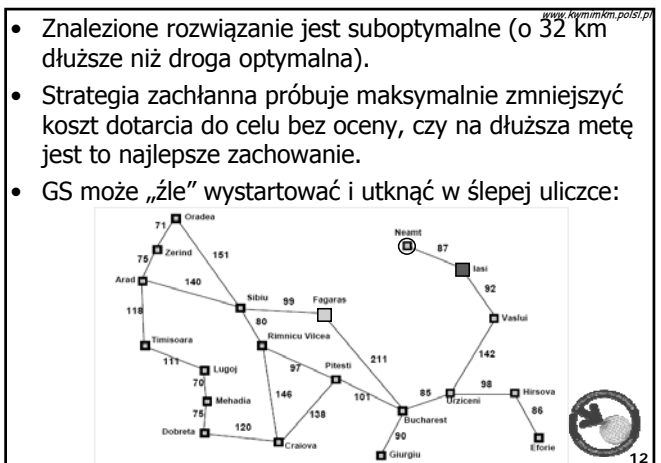 www.kwmimkm.polsl.pl
• Znalezione rozwiązanie jest suboptymalne (o 32 km
dłuższe niż droga optymalna).
• Strategia zachłanna próbuje maksymalnie zmniejszyć
koszt dotarcia do celu bez oceny, czy na dłuższa metę
jest to najlepsze zachowanie.
• GS może „źle” wystartować i utknąć w ślepej uliczce:
Oradea
71
Neamt
87
Zerind
151
75
Iasi
Arad
140
92
Sibiu
99
Fagaras
118
80
Vaslui
Timisoara
Rimnicu Vilcea
111
97
Pitesti
211
142
Lugoj
70
146
101
85
98
Hirsova
Mehadia
138
Urziceni
75
86
Bucharest
Dobreta
120
90
Craiova
Eforie
Giurgiu
12